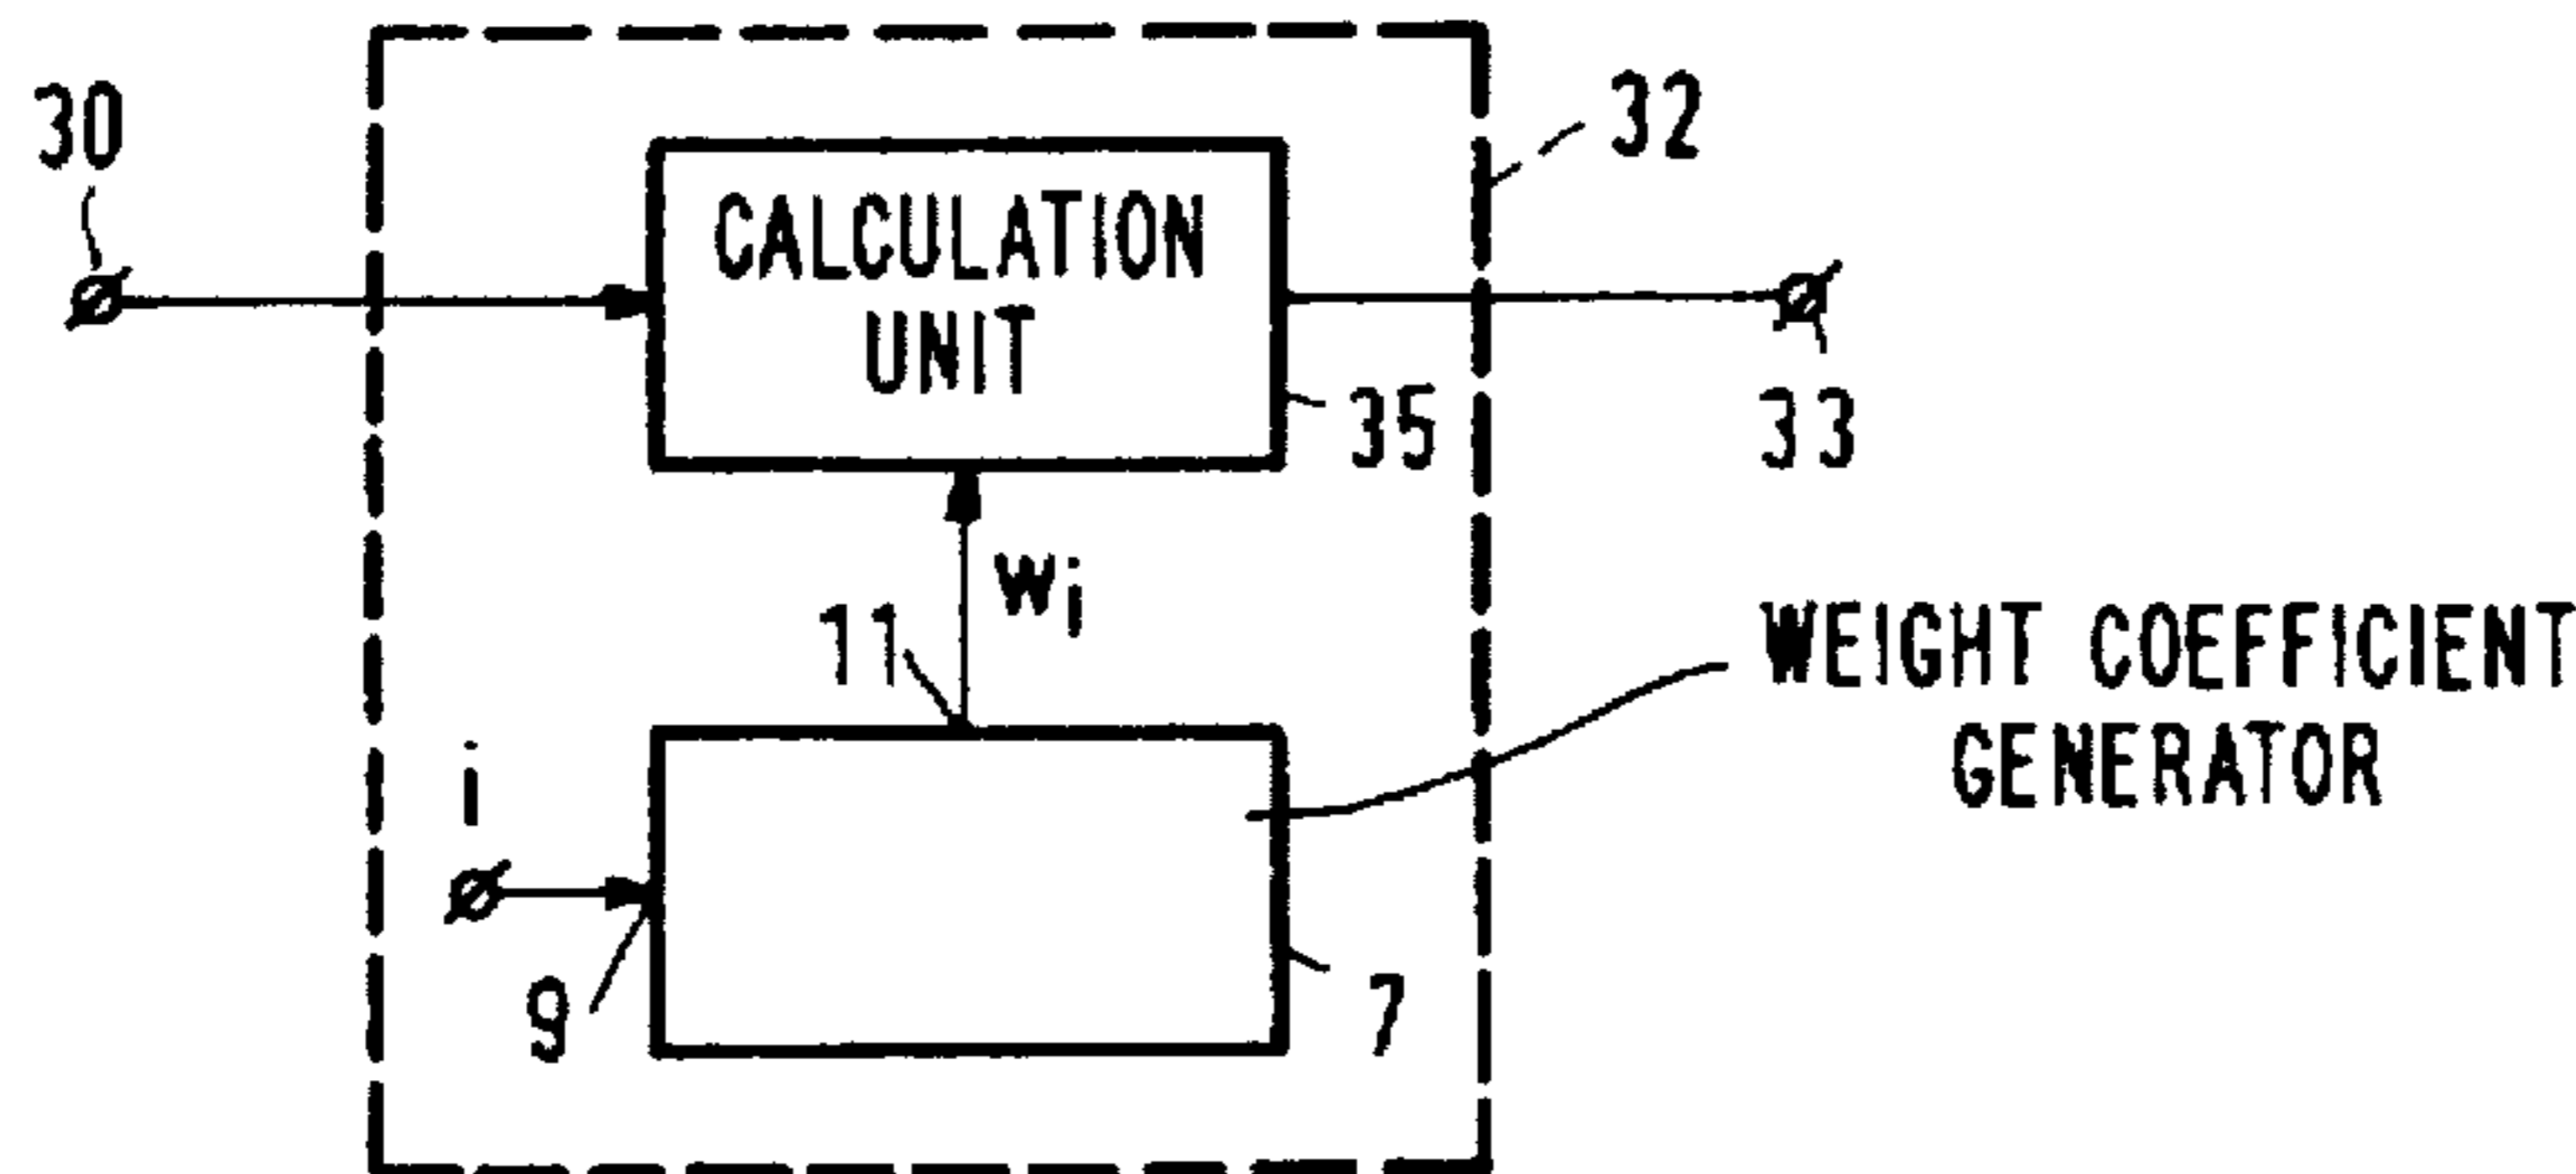 30
32
CALCULATION
UNIT
35
33
wi
11
WEIGHT COEFFICIENT
GENERATOR
i
9
7